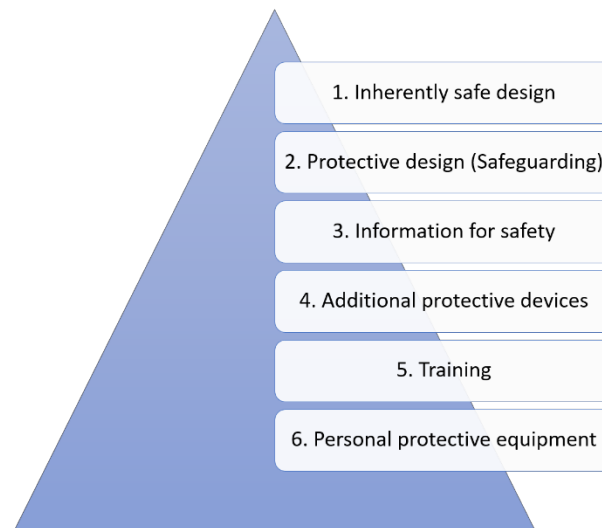 1. Inherently safe design
2. Protective design (Safeguarding)
3. Information for safety
4. Additional protective devices
5. Training
6. Personal protective equipment